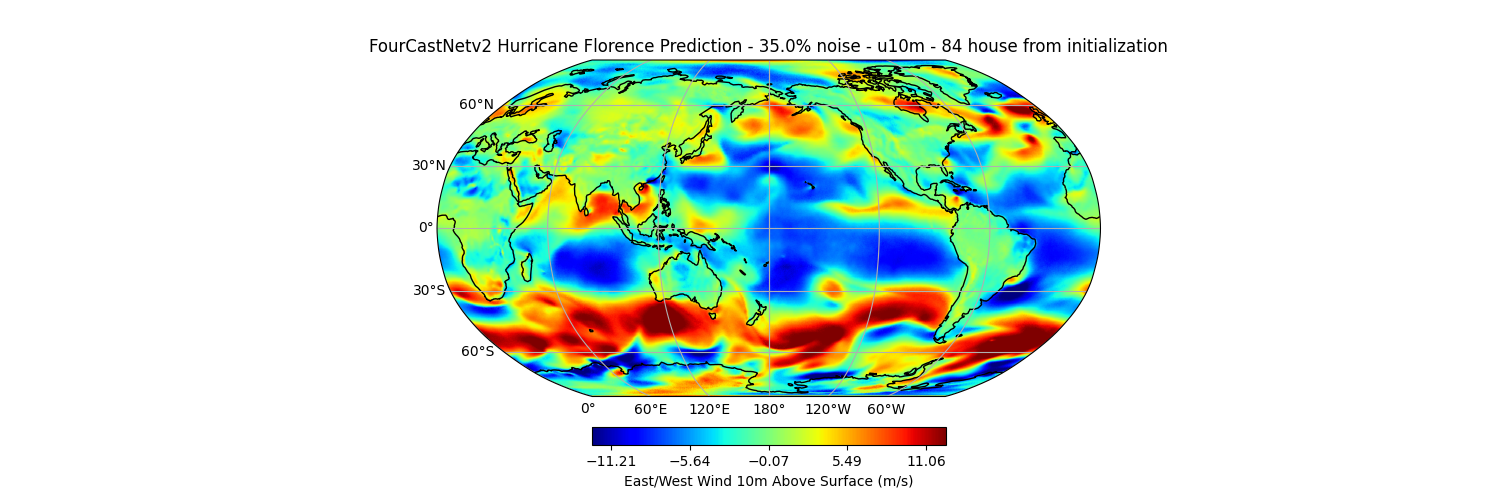 FourCastNetv2 Hurricane Florence Prediction - 35.0% noise - u10m - 84 house from initialization
60°N
30°N
0°
30°S
60°S
0° 60°E 120°E 180° 120°W 60°W
−11.21 −5.64 −0.07 5.49 11.06
East/West Wind 10m Above Surface (m/s)